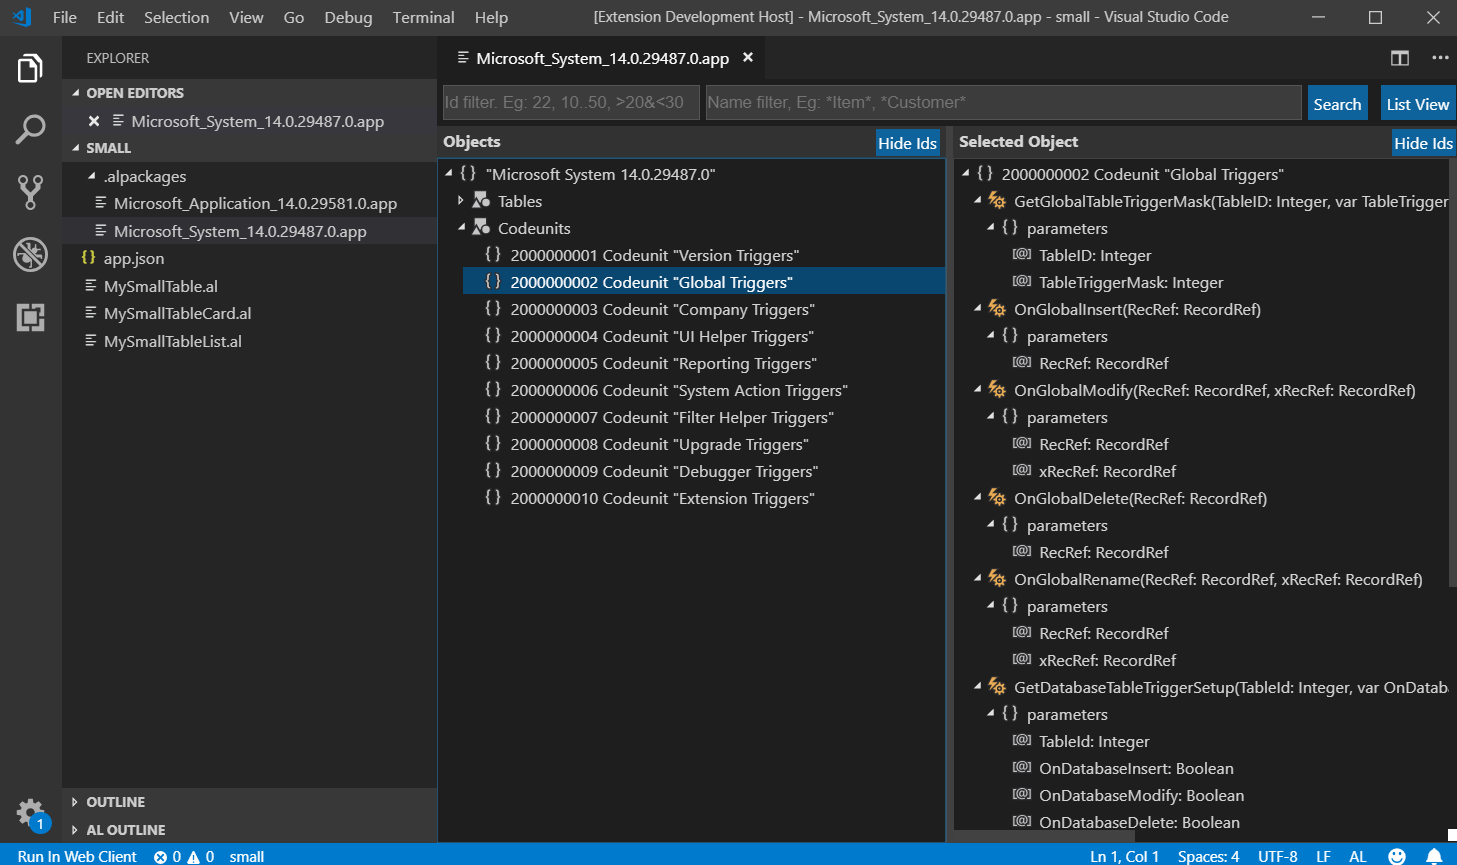 File Edit Selection View Go Debug Terminal Help [Extension Development Host] - Microsoft_System_14.0.29487.0.app - small - Visual Studio Code
EXPLORER
OPEN EDITORS
Microsoft_System_14.0.29487.0.app
SMALL
.alpackages
Microsoft_Application_14.0.29581.0.app
Microsoft_System_14.0.29487.0.app
{} app.json
MySmallTable.al
MySmallTableCard.al
MySmallTableList.al
OUTLINE
AL OUTLINE
1
Microsoft_System_14.0.29487.0.app
Id filter. Eg: 22, 10..50, >20&<30 Name filter, Eg: *Item*, *Customer* Search List View
Objects Hide Ids
{} "Microsoft System 14.0.29487.0"
Tables
Codeunits
{} 2000000001 Codeunit "Version Triggers"
{} 2000000002 Codeunit "Global Triggers"
{} 2000000003 Codeunit "Company Triggers"
{} 2000000004 Codeunit "UI Helper Triggers"
{} 2000000005 Codeunit "Reporting Triggers"
{} 2000000006 Codeunit "System Action Triggers"
{} 2000000007 Codeunit "Filter Helper Triggers"
{} 2000000008 Codeunit "Upgrade Triggers"
{} 2000000009 Codeunit "Debugger Triggers"
{} 2000000010 Codeunit "Extension Triggers"
Selected Object Hide Ids
{} 2000000002 Codeunit "Global Triggers"
GetGlobalTableTriggerMask(TableID: Integer, var TableTrigger
{} parameters
[@] TableID: Integer
[@] TableTriggerMask: Integer
OnGlobalInsert(RecRef: RecordRef)
{} parameters
[@] RecRef: RecordRef
OnGlobalModify(RecRef: RecordRef, xRecRef: RecordRef)
{} parameters
[@] RecRef: RecordRef
[@] xRecRef: RecordRef
OnGlobalDelete(RecRef: RecordRef)
{} parameters
[@] RecRef: RecordRef
OnGlobalRename(RecRef: RecordRef, xRecRef: RecordRef)
{} parameters
[@] RecRef: RecordRef
[@] xRecRef: RecordRef
GetDatabaseTableTriggerSetup(TableId: Integer, var OnDatab
{} parameters
[@] TableId: Integer
[@] OnDatabaseInsert: Boolean
[@] OnDatabaseModify: Boolean
[@] OnDatabaseDelete: Boolean
Run In Web Client 0 0 small Ln 1, Col 1 Spaces: 4 UTF-8 LF AL